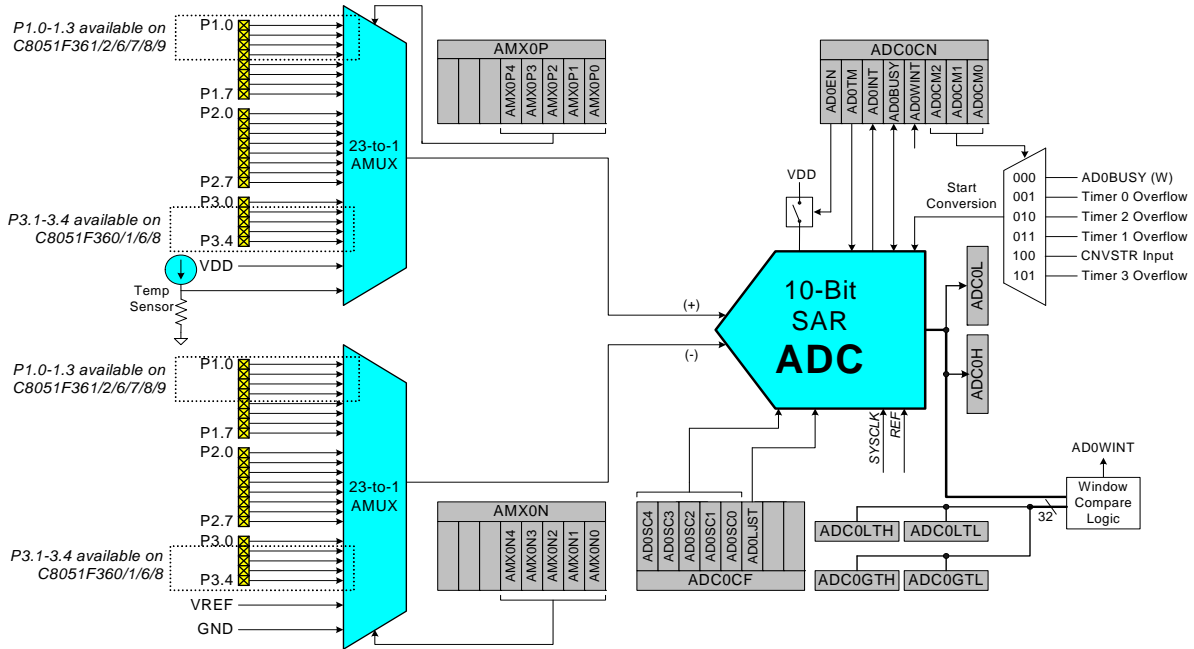 P1.0-1.3 available on
C8051F361/2/6/7/8/9
P1.0
P1.7
P2.0
P2.7
P3.0
P3.4
P3.1-3.4 available on
C8051F360/1/6/8
VDD
Temp
Sensor
23-to-1
AMUX
AMX0P
AMX0P4
AMX0P3
AMX0P2
AMX0P1
AMX0P0
ADC0CN
AD0EN
AD0TM
AD0INT
AD0BUSY
AD0WINT
AD0CM2
AD0CM1
AD0CM0
VDD
Start
Conversion
000
001
010
011
100
101
AD0BUSY (W)
Timer 0 Overflow
Timer 2 Overflow
Timer 1 Overflow
CNVSTR Input
Timer 3 Overflow
(+)
(-)
10-Bit
SAR
ADC
ADC0L
ADC0H
SYSCLK
REF
P1.0-1.3 available on
C8051F361/2/6/7/8/9
P1.0
P1.7
P2.0
P2.7
P3.0
P3.4
P3.1-3.4 available on
C8051F360/1/6/8
VREF
GND
23-to-1
AMUX
AMX0N
AMX0N4
AMX0N3
AMX0N2
AMX0N1
AMX0N0
AD0SC4
AD0SC3
AD0SC2
AD0SC1
AD0SC0
AD0LJST
ADC0CF
AD0WINT
Window
Compare
Logic
32
ADC0LTH
ADC0LTL
ADC0GTH
ADC0GTL